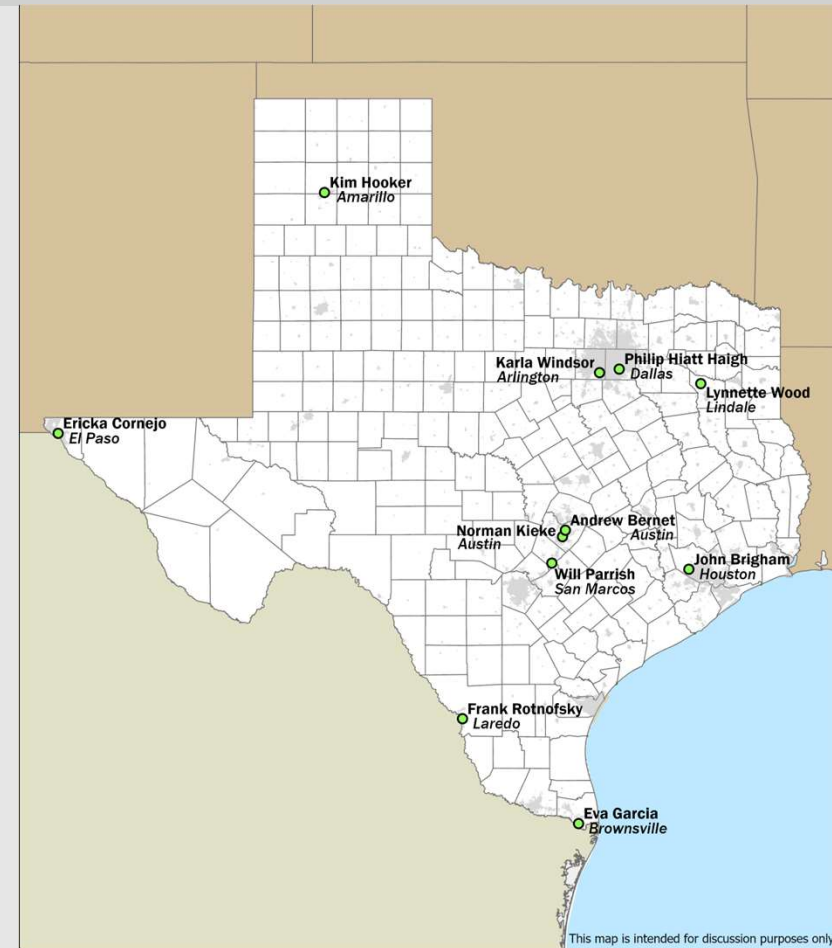 Kim Hooker
Amarillo
Karla Windsor
Arlington
Philip Hiatt Haigh
Dallas
Lynnette Wood
Lindale
Ericka Cornejo
El Paso
Norman Kieke
Austin
Andrew Bernet
Austin
Will Parrish
San Marcos
John Brigham
Houston
Frank Rotnofsky
Laredo
Eva Garcia
Brownsville
This map is intended for discussion purposes only